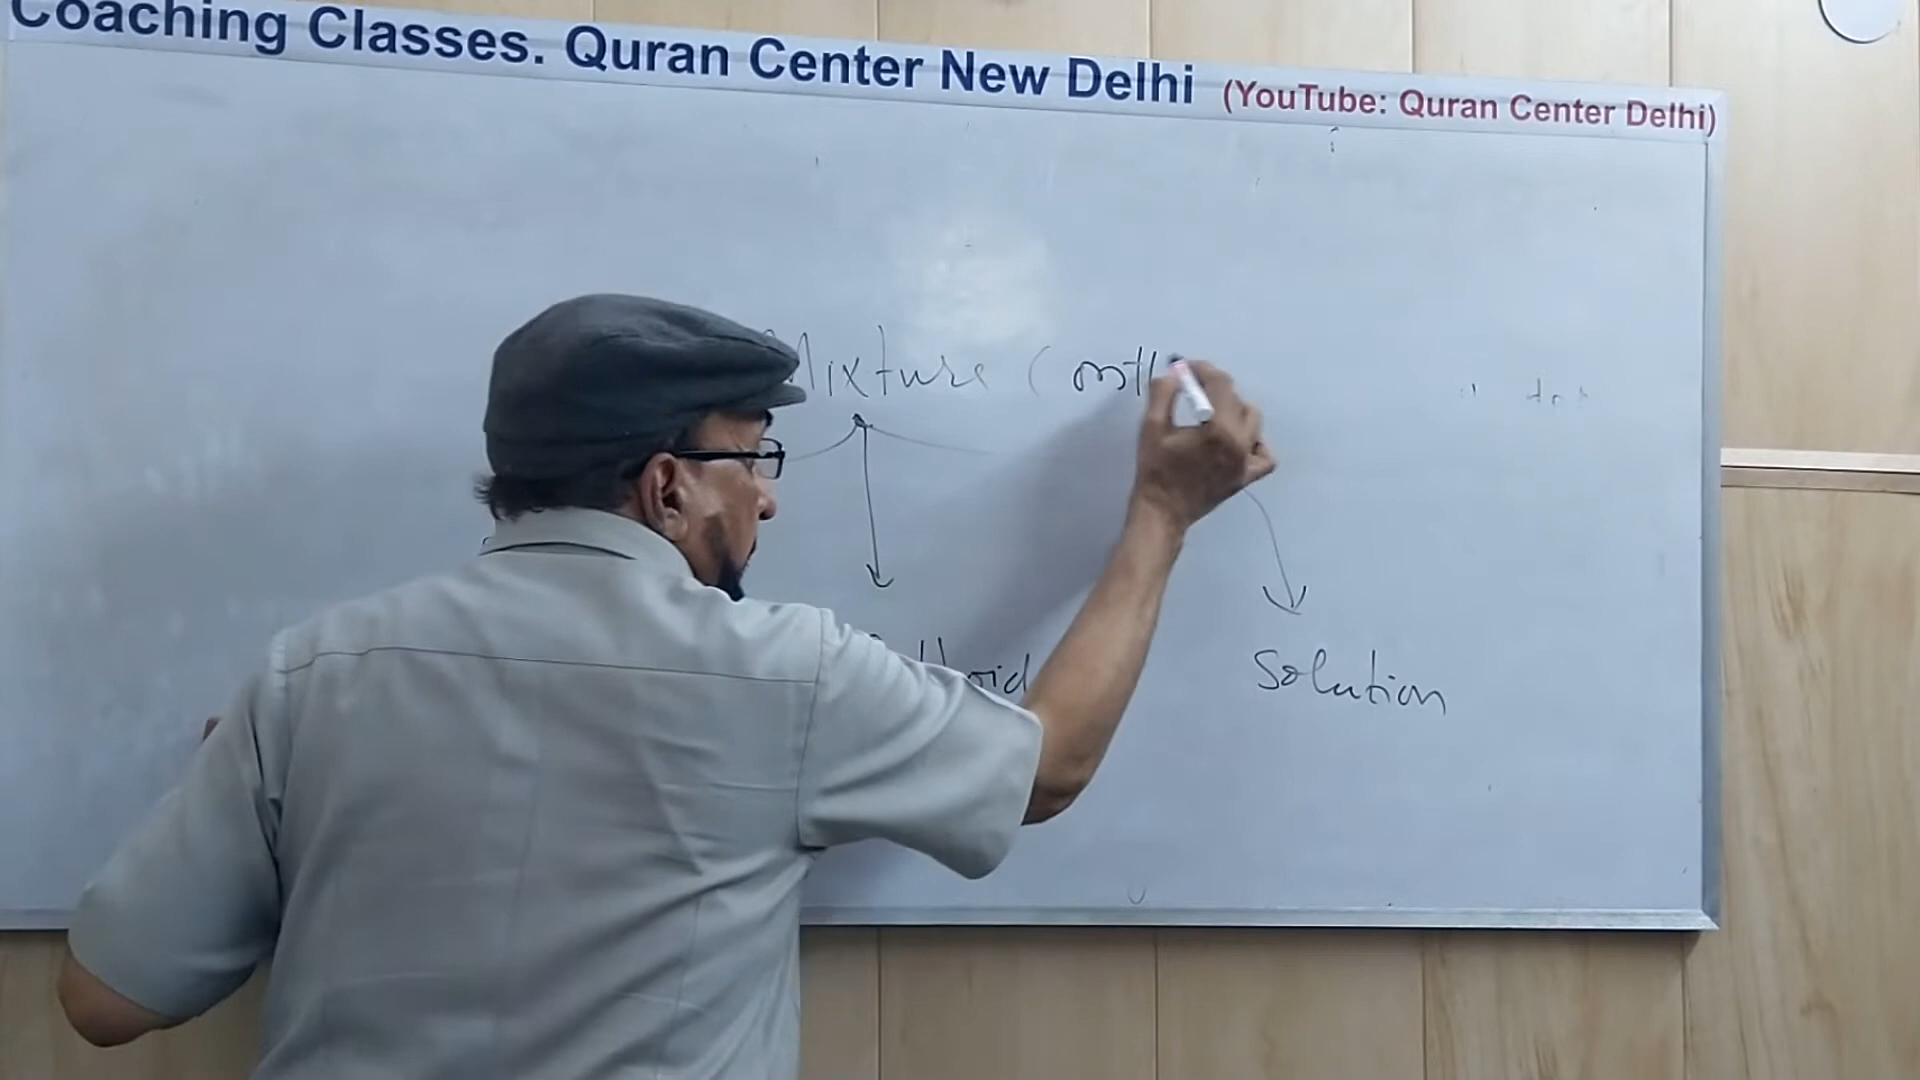 Coaching Classes. Quran Center New Delhi (YouTube: Quran Center Delhi)
Mixture (
Solution